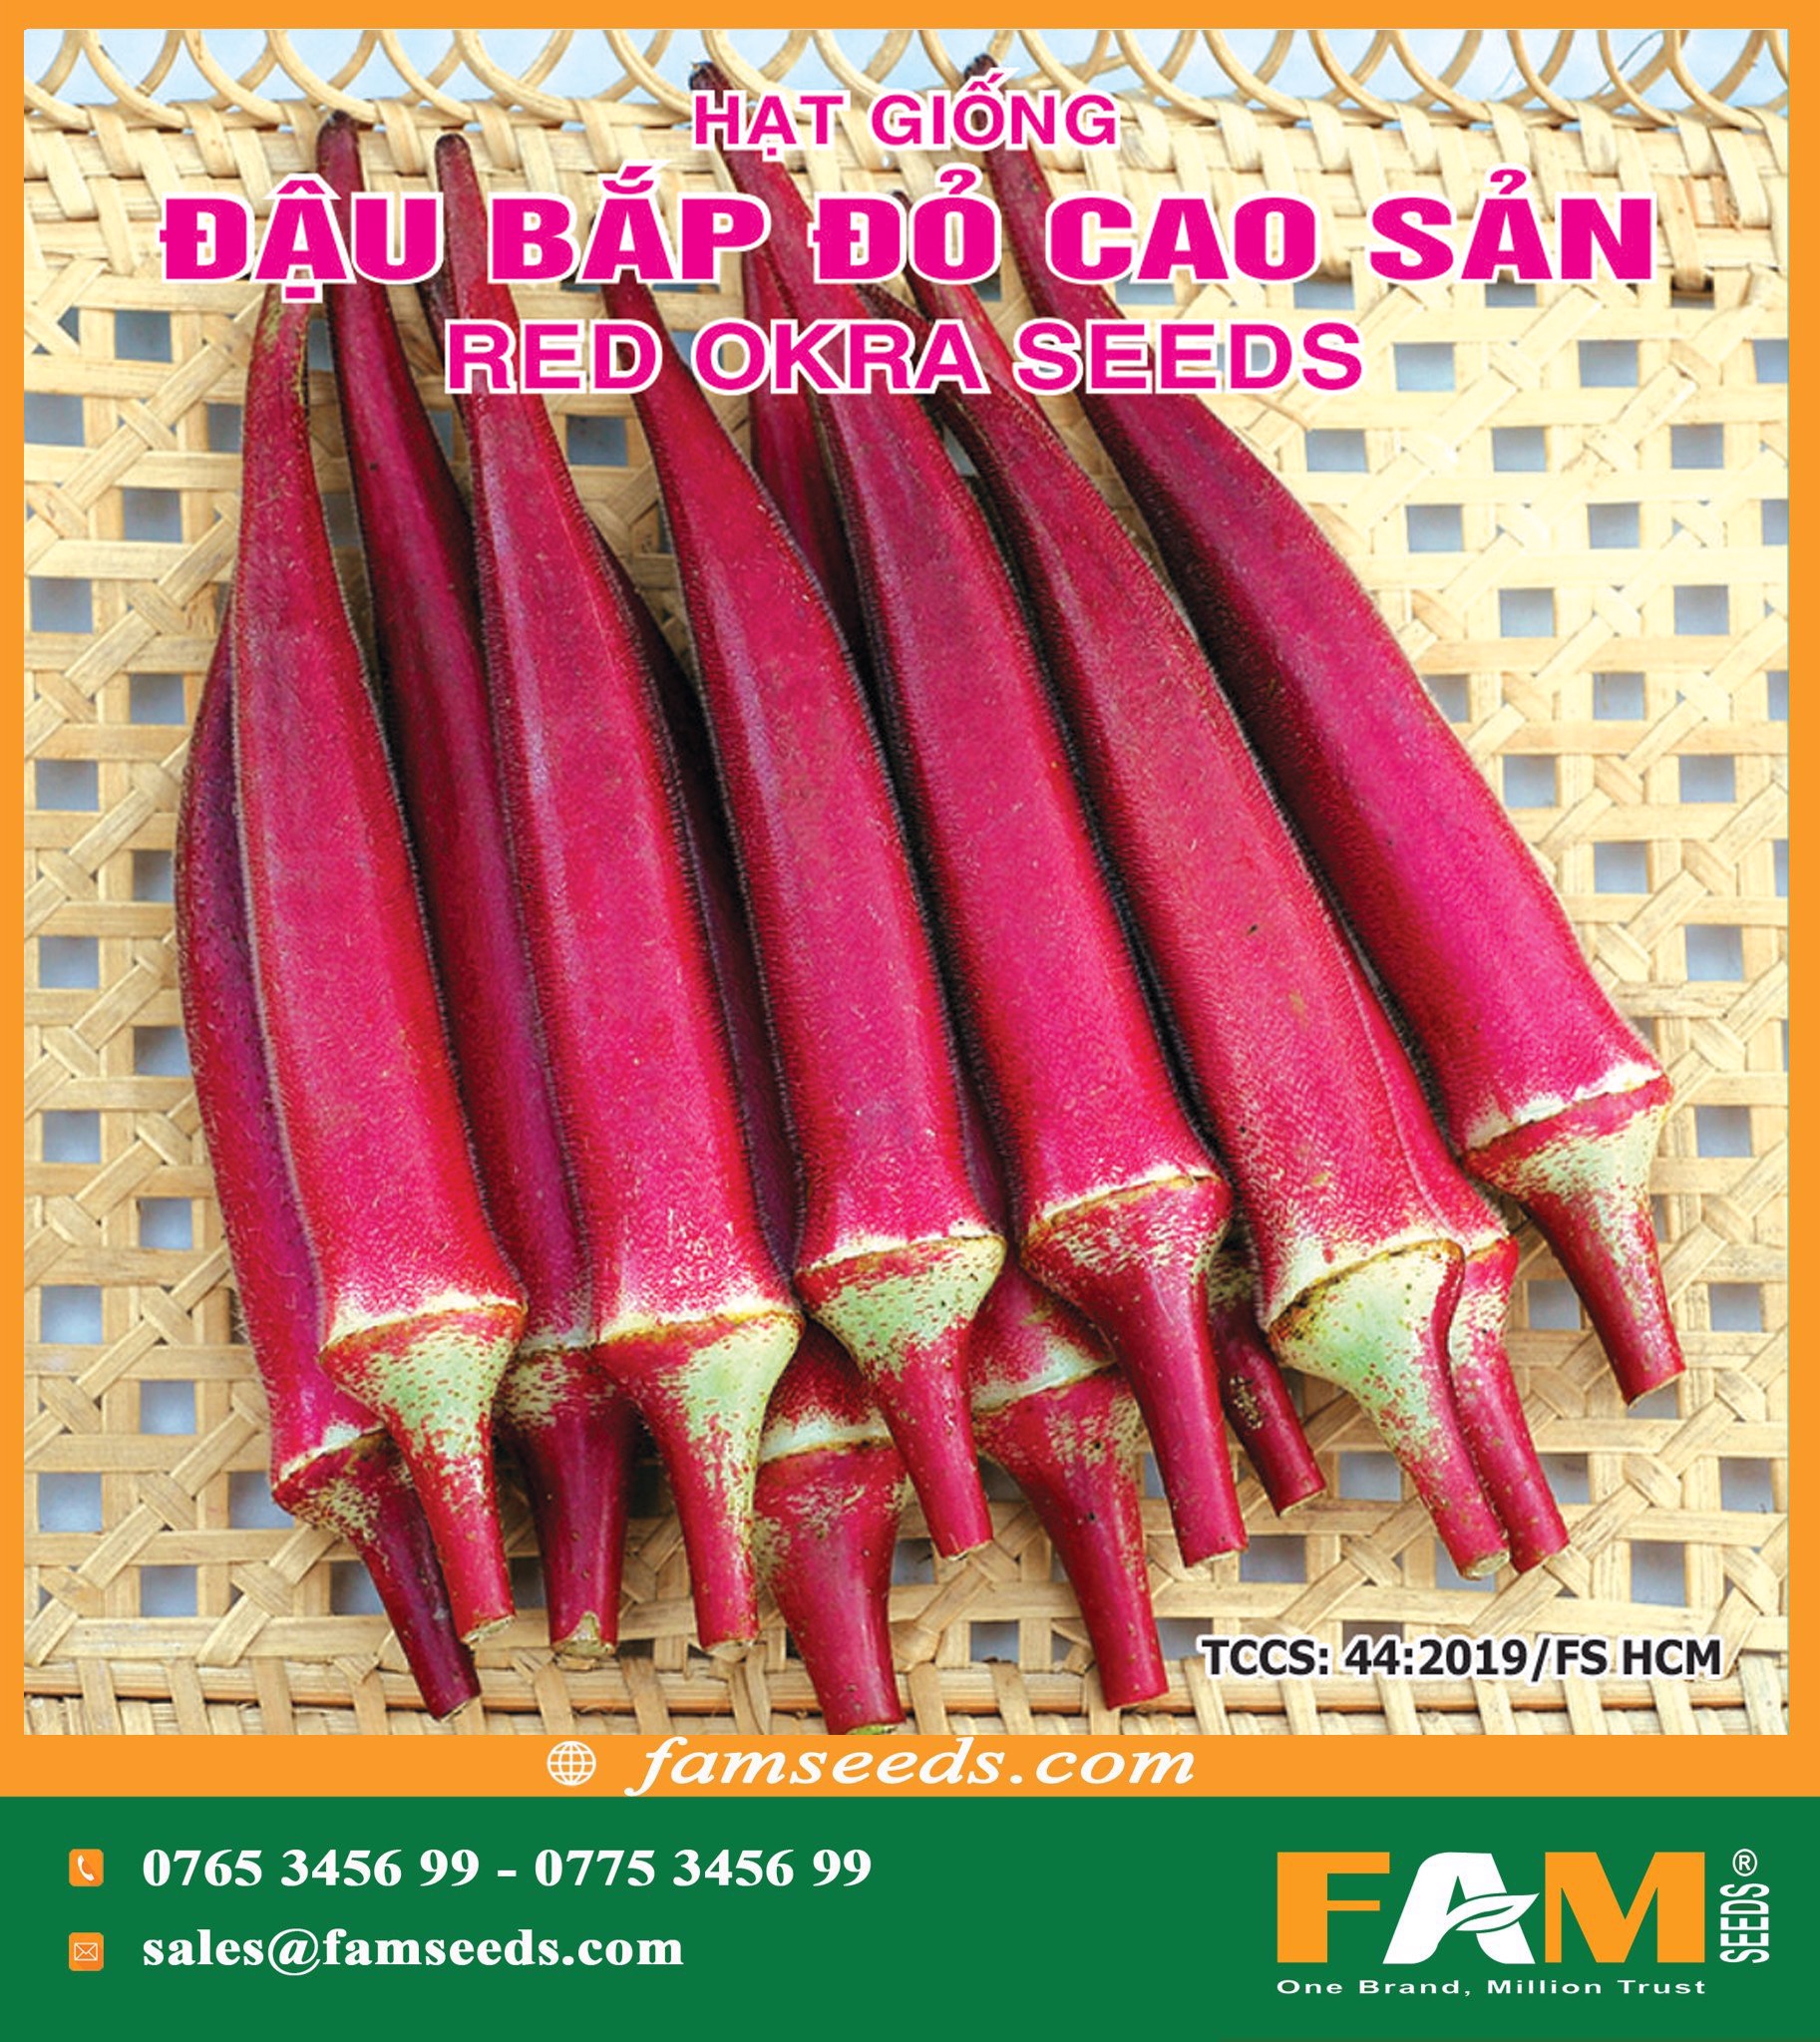 HẠT GIỐNG
ĐẬU BẮP ĐỎ CAO SẢN
RED OKRA SEEDS
TCCS: 44:2019/FS HCM
famseeds.com
0765 3456 99 - 0775 3456 99
sales@famseeds.com
FAM SEEDS®
One Brand, Million Trust